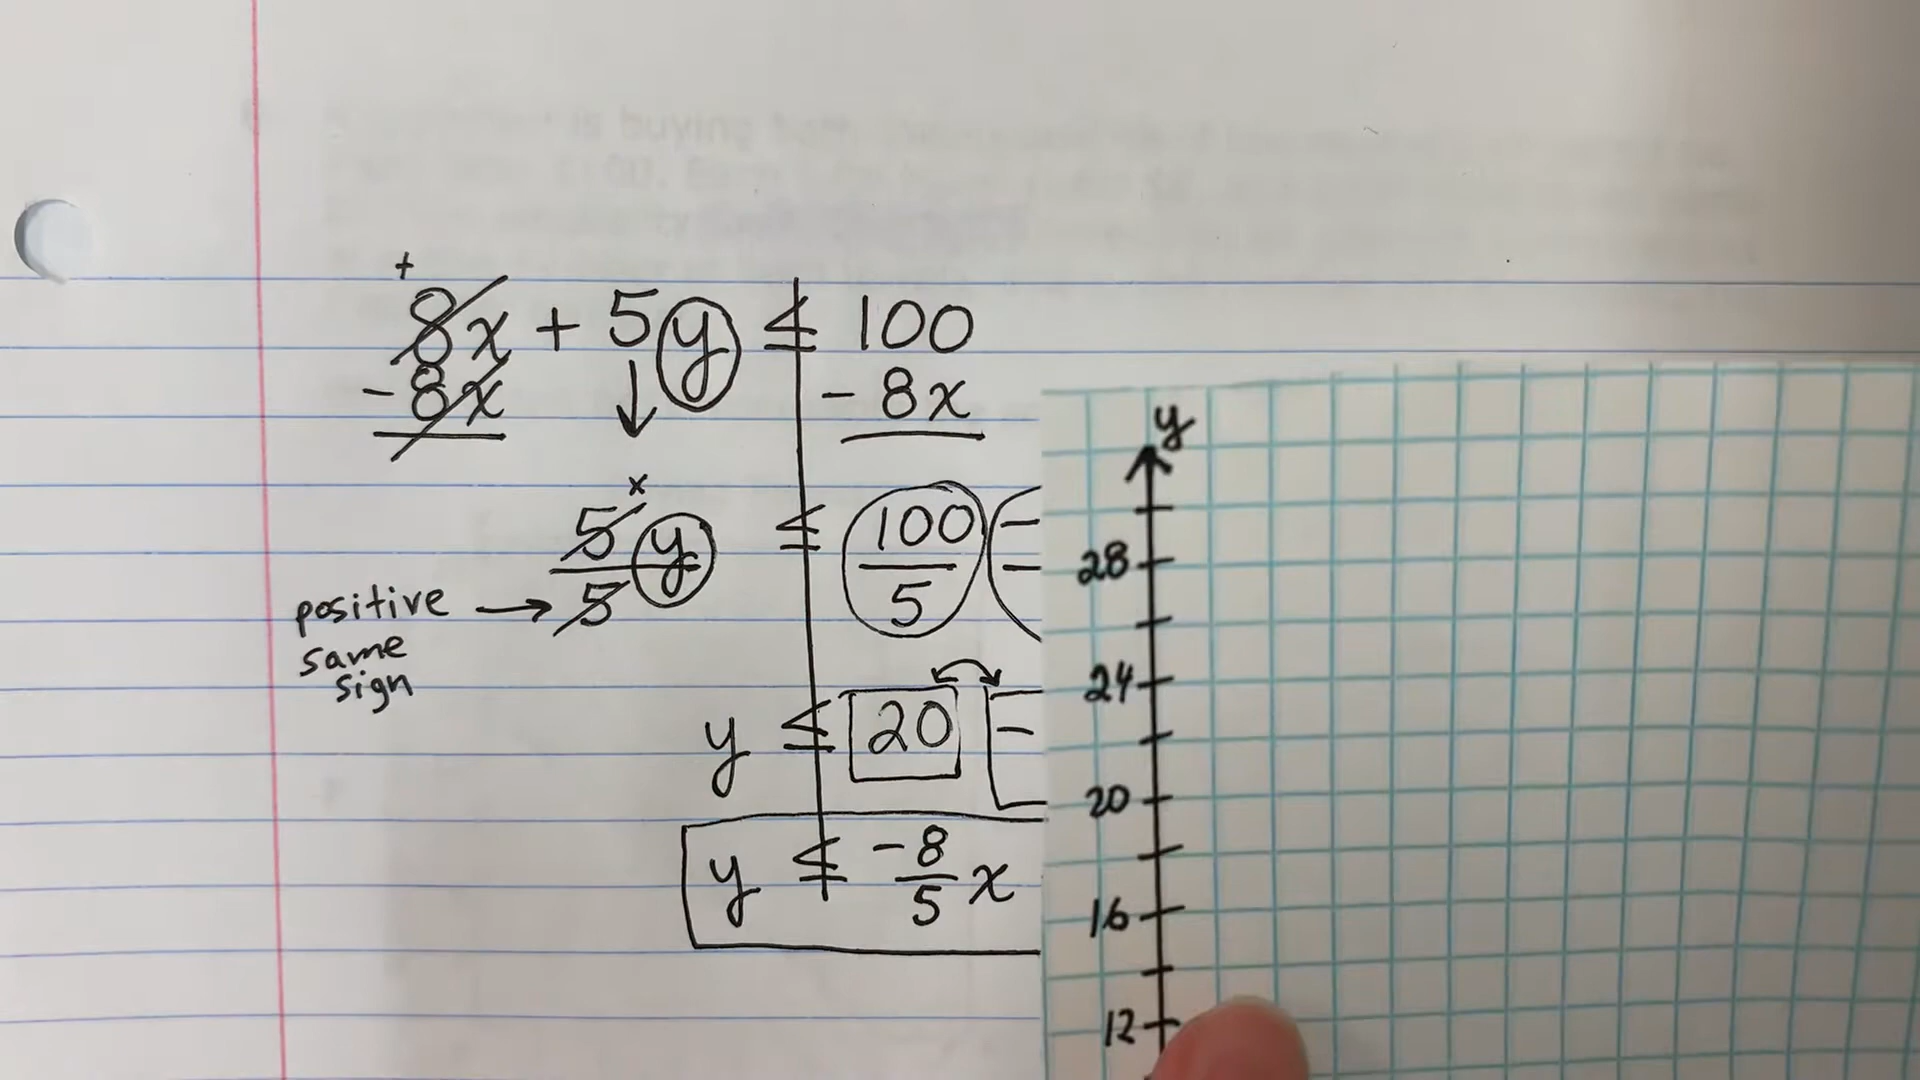 +
8x + 5y ≤ 100
- 8x - 8x
x
5y ≤ 100 -
5 5
positive →
same
sign
y ≤ 20 -
y ≤ -8/5 x
y
28
24
20
16
12